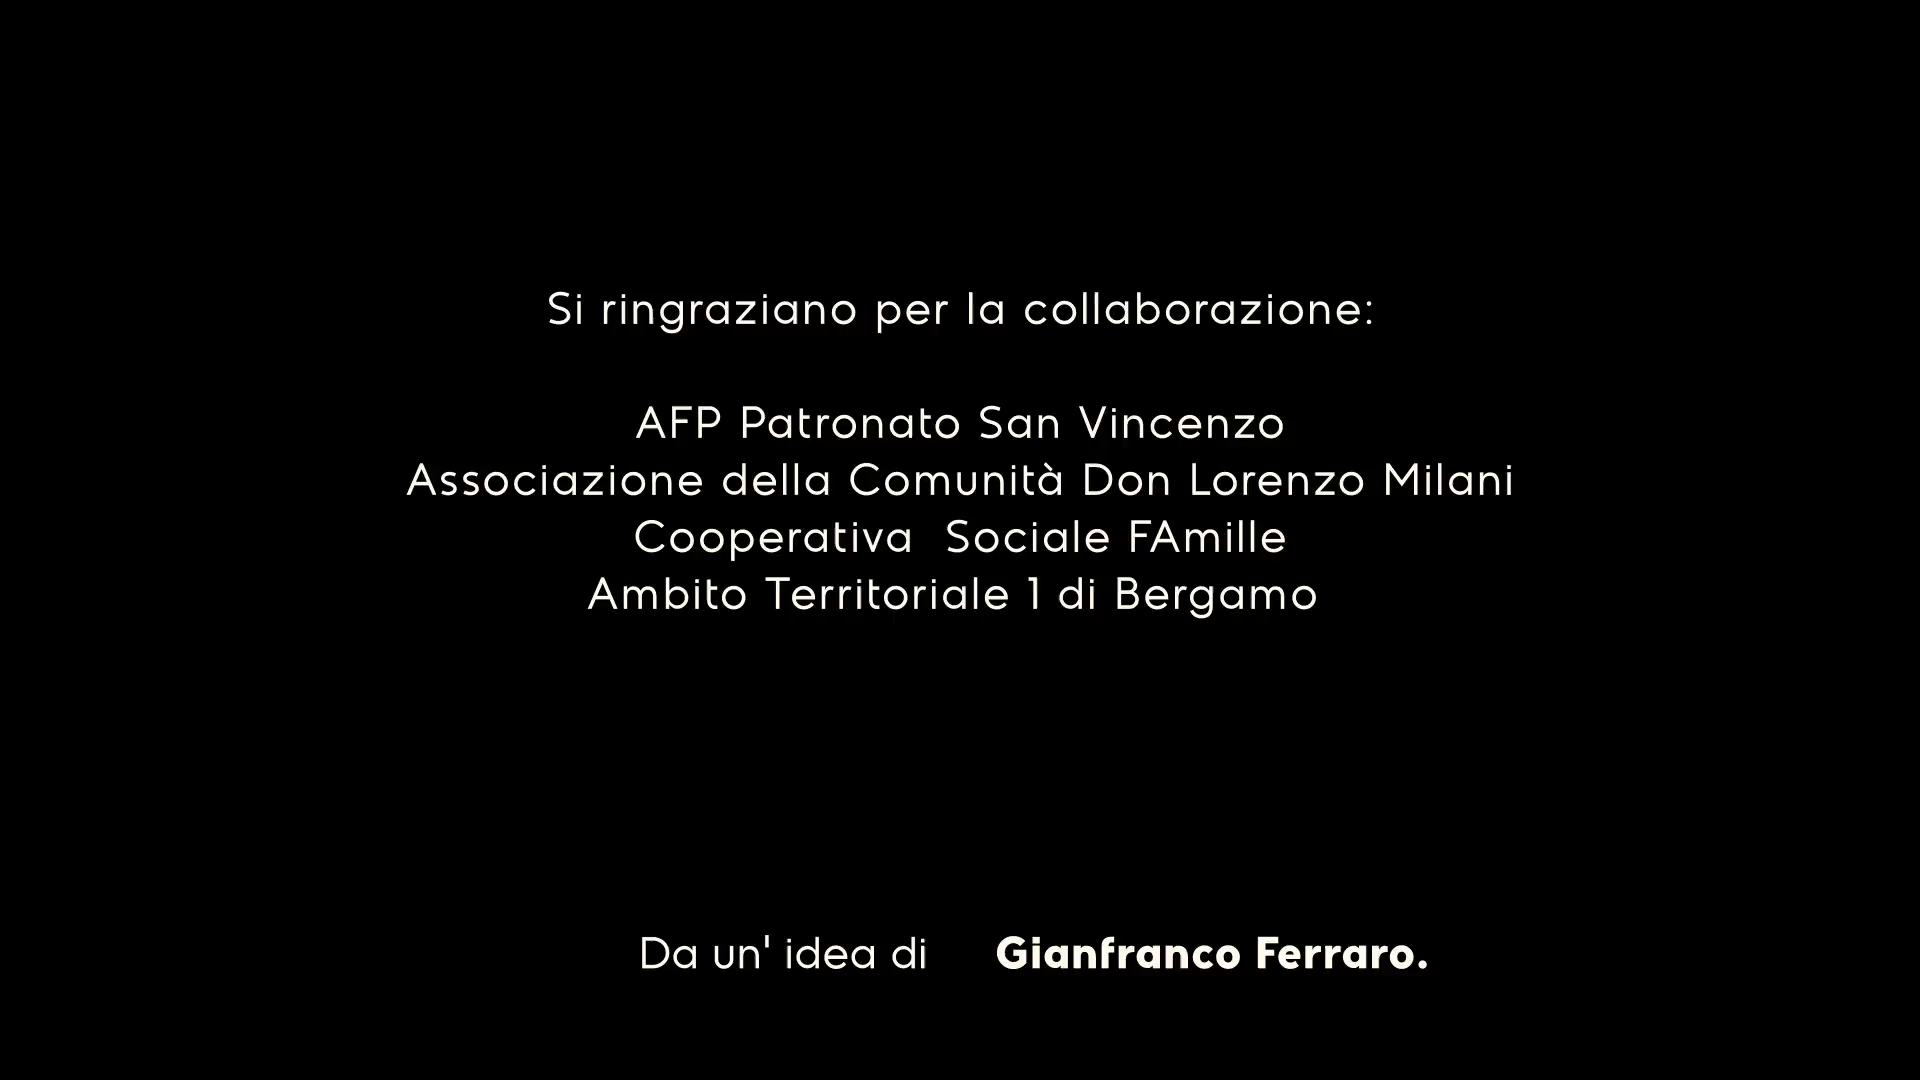 Si ringraziano per la collaborazione:
AFP Patronato San Vincenzo
Associazione della Comunità Don Lorenzo Milani
Cooperativa  Sociale FAmille
Ambito Territoriale 1 di Bergamo
Da un' idea di Gianfranco Ferraro.